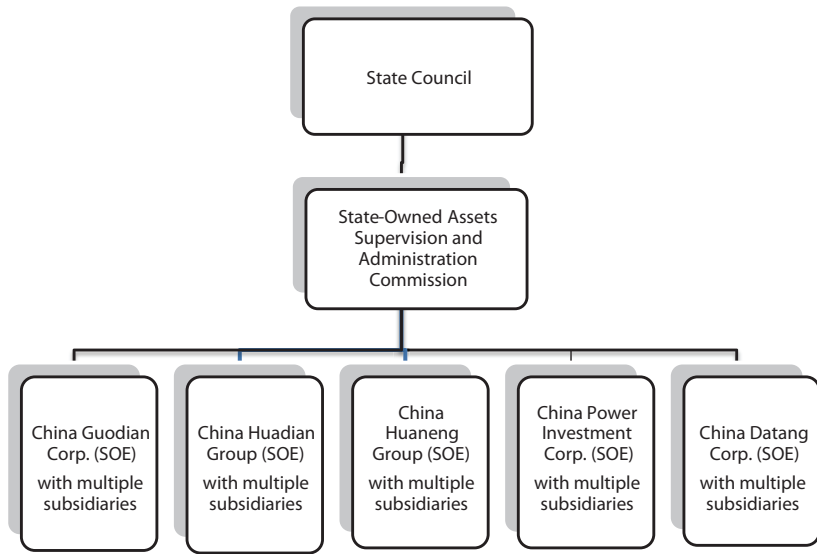 State Council
State-Owned Assets
Supervision and
Administration
Commission
China Guodian
Corp. (SOE)
with multiple
subsidiaries
China Huadian
Group (SOE)
with multiple
subsidiaries
China
Huaneng
Group (SOE)
with multiple
subsidiaries
China Power
Investment
Corp. (SOE)
with multiple
subsidiaries
China Datang
Corp. (SOE)
with multiple
subsidiaries